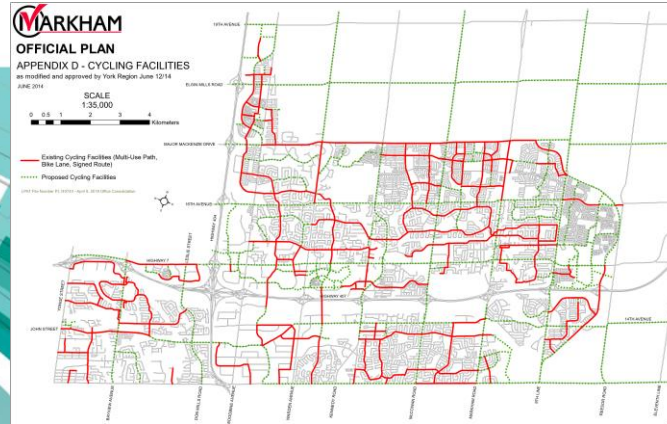 MARKHAM
OFFICIAL PLAN
APPENDIX D - CYCLING FACILITIES
as modified and approved by York Region June 12/14
JUNE 2014
SCALE
1:35,000
0 0.5 1 2 3 4
Kilometers
Existing Cycling Facilities (Multi-Use Path,
Bike Lane, Signed Route)
Proposed Cycling Facilities
19TH AVENUE
ELGIN MILLS ROAD
MAJOR MACKENZIE DRIVE
16TH AVENUE
HIGHWAY 404
LESLIE STREET
HIGHWAY 7
YONGE STREET
HIGHWAY 407
JOHN STREET
14TH AVENUE
BAYVIEW AVENUE
DON MILLS ROAD
WOODBINE AVENUE
WARDEN AVENUE
KENNEDY ROAD
MCCOWAN ROAD
MARKHAM ROAD
9TH LINE
REESOR ROAD
ELEVENTH LINE